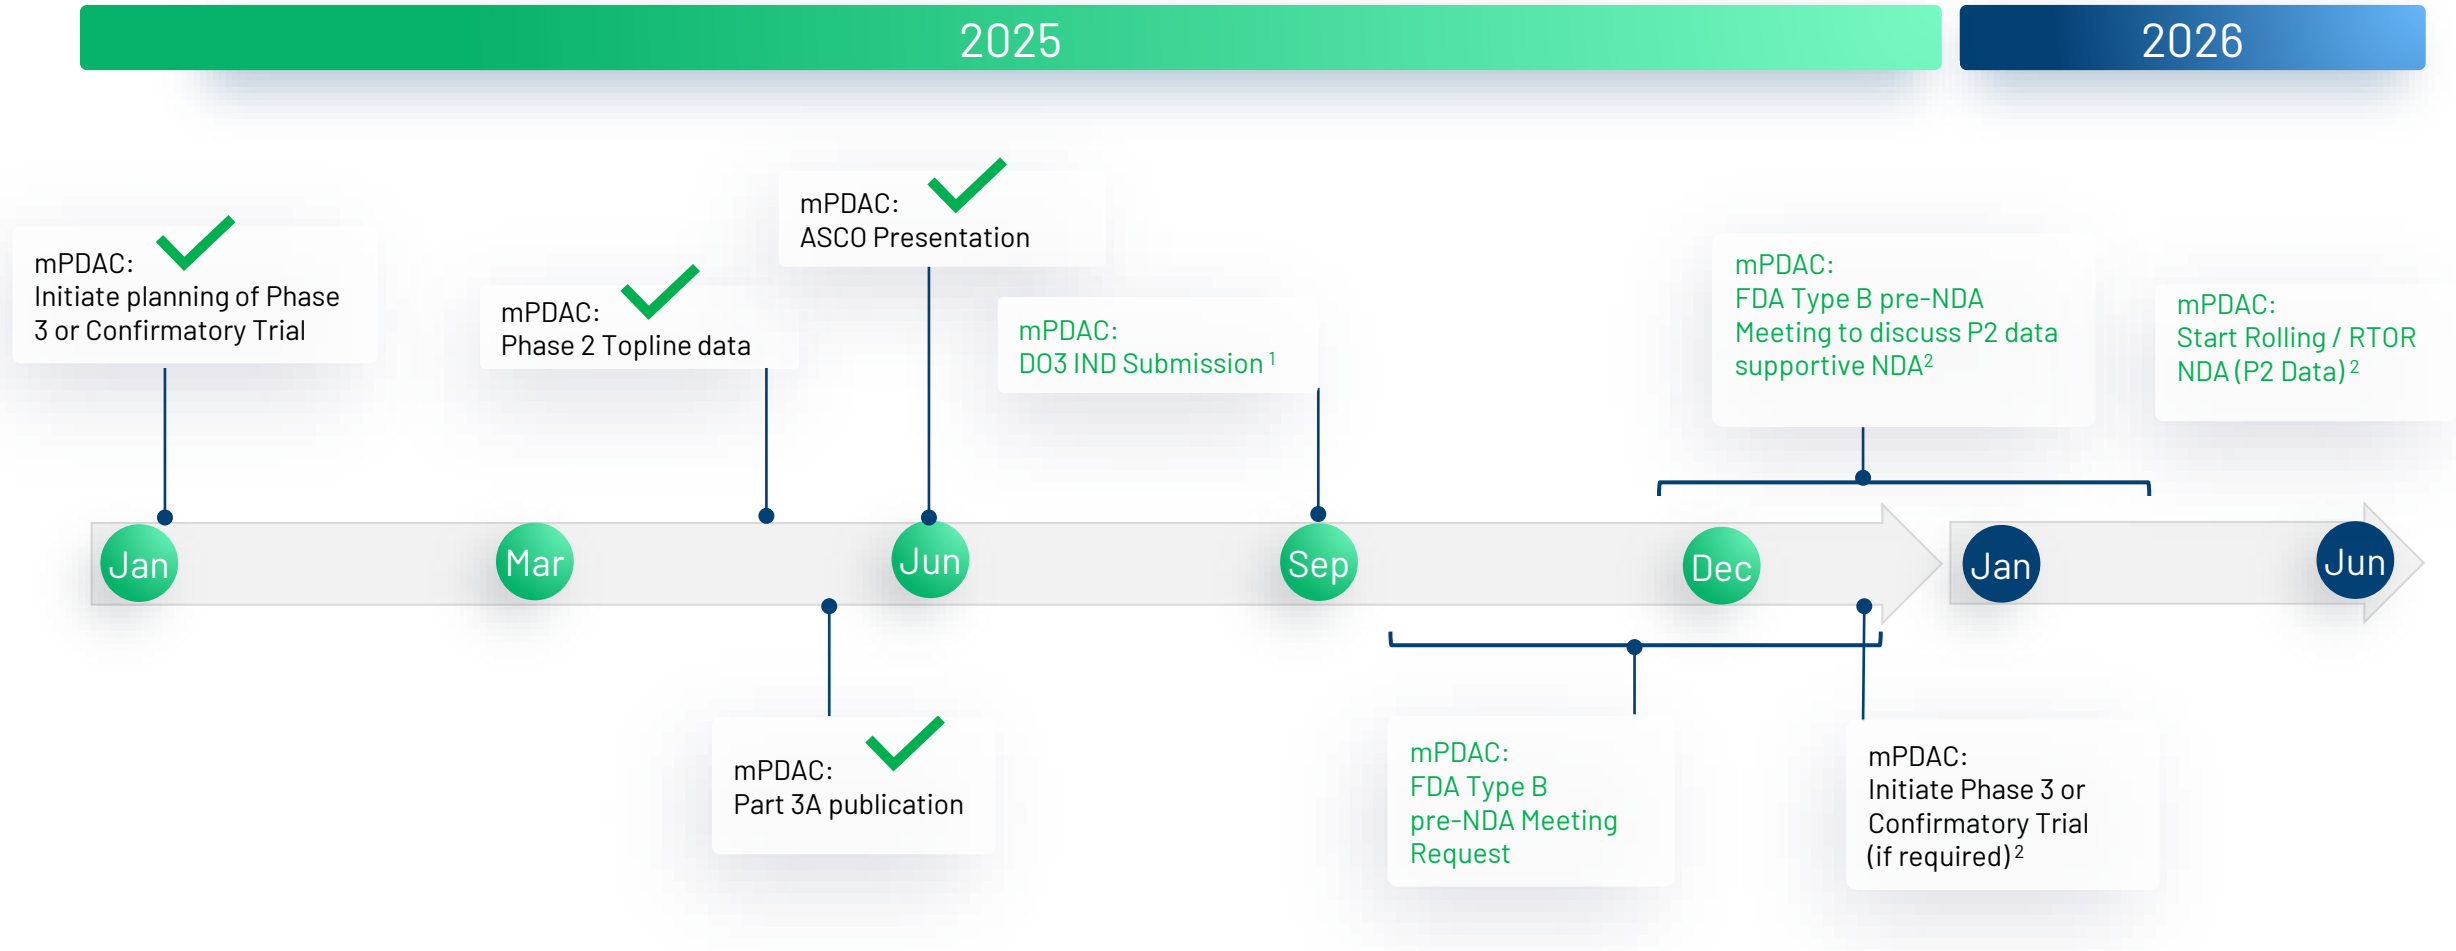 2025
2026
mPDAC:
Initiate planning of Phase
3 or Confirmatory Trial
mPDAC:
Phase 2 Topline data
mPDAC:
ASCO Presentation
mPDAC:
D03 IND Submission 1
mPDAC:
FDA Type B pre-NDA
Meeting to discuss P2 data
supportive NDA2
mPDAC:
Start Rolling / RTOR
NDA (P2 Data) 2
Jan
Mar
Jun
Sep
Dec
Jan
Jun
mPDAC:
Part 3A publication
mPDAC:
FDA Type B
pre-NDA Meeting
Request
mPDAC:
Initiate Phase 3 or
Confirmatory Trial
(if required) 2